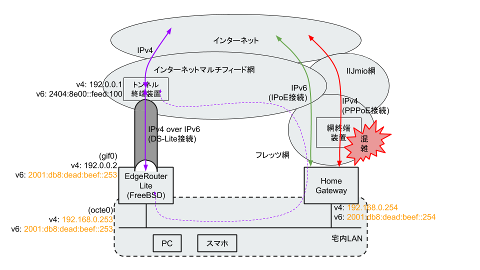 インターネット
IPv4
インターネットマルチフィード網
IIJmio網
v4: 192.0.0.1
v6: 2404:8e00::feed:100
トンネル
終端装置
IPv6
(IPoE接続)
IPv4
(PPPoE接続)
網終端
装置
混
雑
IPv4 over IPv6
(DS-Lite接続)
フレッツ網
(gif0)
v4: 192.0.0.2
v6: 2001:db8:dead:beef::253
EdgeRouter
Lite
(FreeBSD)
Home
Gateway
(octe0)
v4: 192.168.0.253
v6: 2001:db8:dead:beef::253
v4: 192.168.0.254
v6: 2001:db8:dead:beef::254
PC
スマホ
宅内LAN